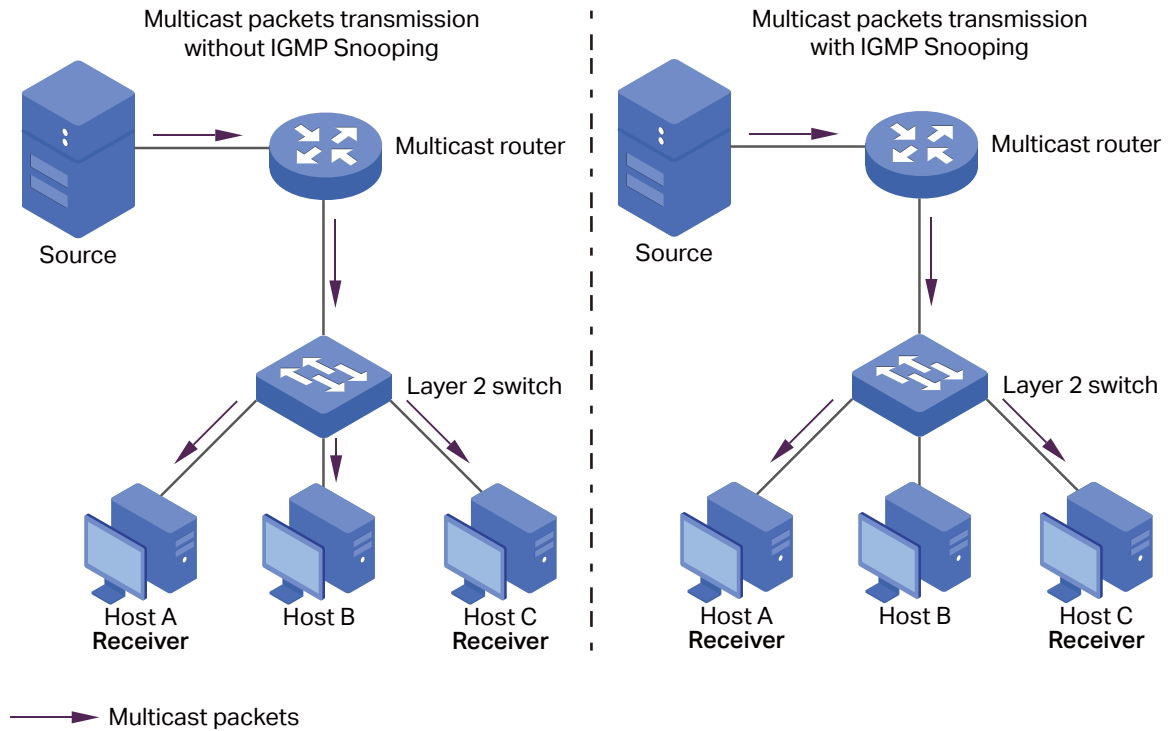 Multicast packets transmission
without IGMP Snooping
Multicast router
Source
Layer 2 switch
Host A
Receiver
Host B
Host C
Receiver
Multicast packets transmission
with IGMP Snooping
Multicast router
Source
Layer 2 switch
Host A
Receiver
Host B
Host C
Receiver
Multicast packets